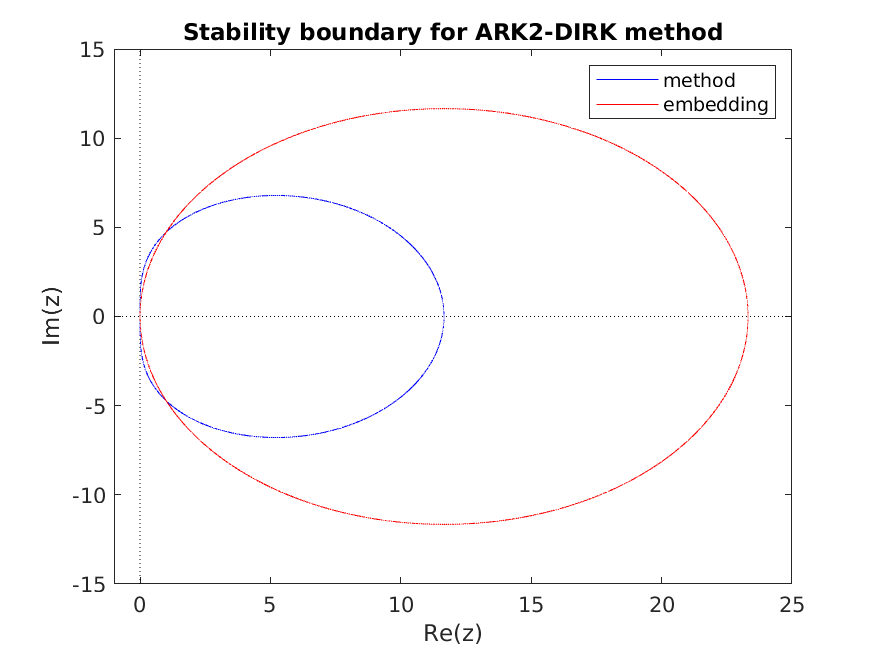 Stability boundary for ARK2-DIRK method
15
10
5
0
-5
-10
-15
Im(z)
method
embedding
0 5 10 15 20 25
Re(z)